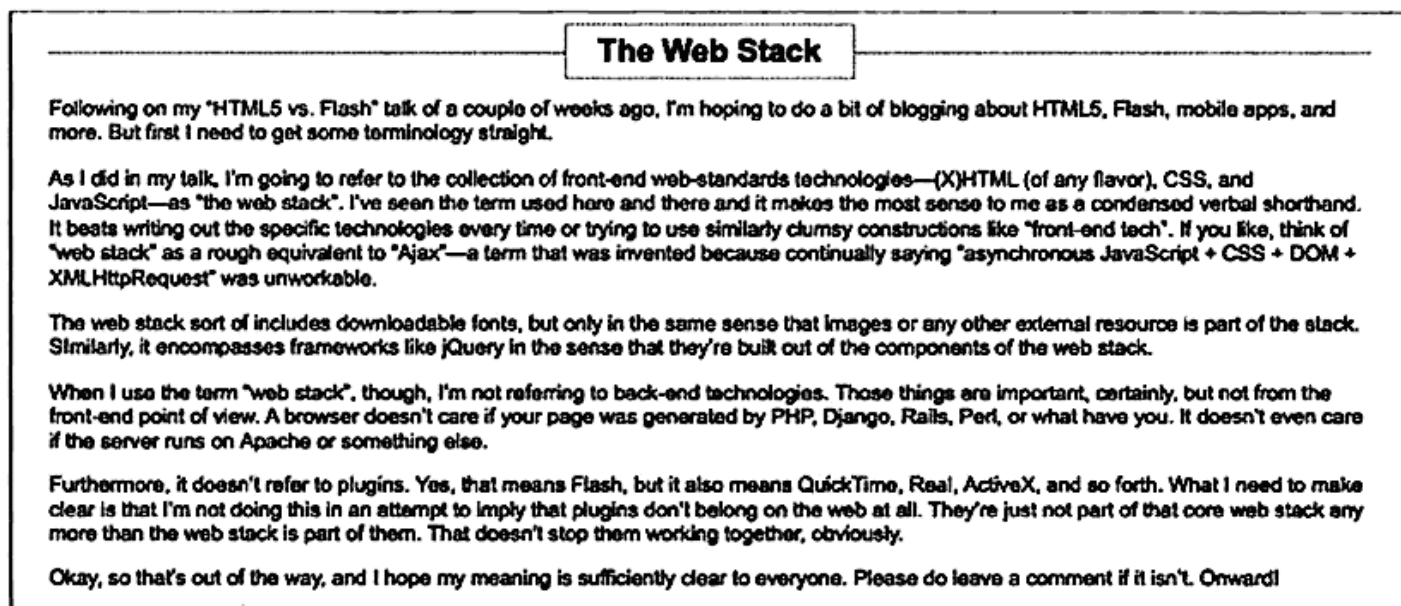 The Web Stack
Following on my "HTML5 vs. Flash" talk of a couple of weeks ago, I'm hoping to do a bit of blogging about HTML5, Flash, mobile apps, and
more. But first I need to get some terminology straight.
As I did in my talk, I'm going to refer to the collection of front-end web-standards technologies—(X)HTML (of any flavor), CSS, and
JavaScript—as "the web stack". I've seen the term used here and there and it makes the most sense to me as a condensed verbal shorthand.
It beats writing out the specific technologies every time or trying to use similarly clumsy constructions like "front-end tech". If you like, think of
"web stack" as a rough equivalent to "Ajax"—a term that was invented because continually saying "asynchronous JavaScript + CSS + DOM +
XMLHttpRequest" was unworkable.
The web stack sort of includes downloadable fonts, but only in the same sense that images or any other external resource is part of the stack.
Similarly, it encompasses frameworks like jQuery in the sense that they're built out of the components of the web stack.
When I use the term "web stack", though, I'm not referring to back-end technologies. Those things are important, certainly, but not from the
front-end point of view. A browser doesn't care if your page was generated by PHP, Django, Rails, Perl, or what have you. It doesn't even care
if the server runs on Apache or something else.
Furthermore, it doesn't refer to plugins. Yes, that means Flash, but it also means QuickTime, Real, ActiveX, and so forth. What I need to make
clear is that I'm not doing this in an attempt to imply that plugins don't belong on the web at all. They're just not part of that core web stack any
more than the web stack is part of them. That doesn't stop them working together, obviously.
Okay, so that's out of the way, and I hope my meaning is sufficiently clear to everyone. Please do leave a comment if it isn't. Onward!